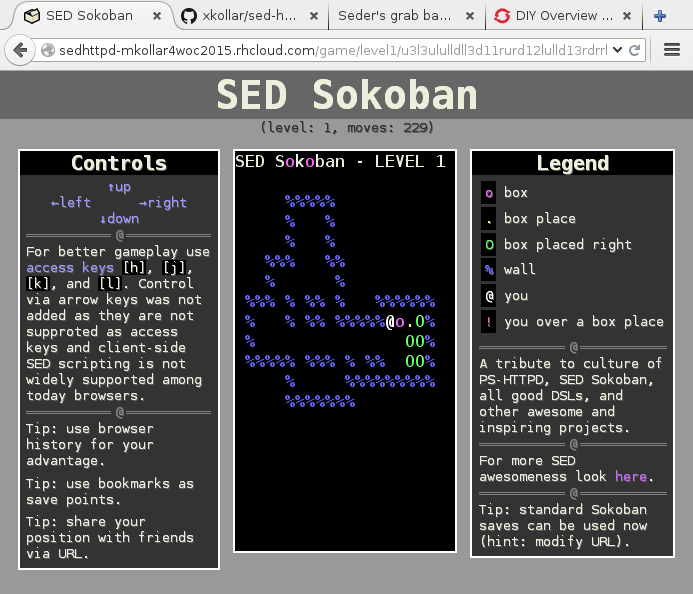 SED Sokoban
xkollar/sed-h...
Seder's grab ba...
DIY Overview ...
sedhttpd-mkollar4woc2015.rhcloud.com/game/level1/u3l3ululldll3d11rurd12lulld13rdrrl
SED Sokoban
(level: 1, moves: 229)
Controls
↑up
←left →right
↓down
@
For better gameplay use
access keys [h], [j],
[k], and [l]. Control
via arrow keys was not
added as they are not
supproted as access
keys and client-side
SED scripting is not
widely supported among
today browsers.
@
Tip: use browser
history for your
advantage.
Tip: use bookmarks as
save points.
Tip: share your
position with friends
via URL.
SED Sokoban - LEVEL 1
     %%%%%
     %   %
     %   %
   %%%   %%
   %      %
 %%% % %% %   %%%%%%
 %   % %% %%%%%@o.O%
 %               OO%
 %%%%% %%% % %%  OO%
     %     %%%%%%%%%
     %%%%%%%
Legend
o box
. box place
O box placed right
% wall
@ you
! you over a box place
@
A tribute to culture of
PS-HTTPD, SED Sokoban,
all good DSLs, and
other awesome and
inspiring projects.
@
For more SED
awesomeness look here.
@
Tip: standard Sokoban
saves can be used now
(hint: modify URL).